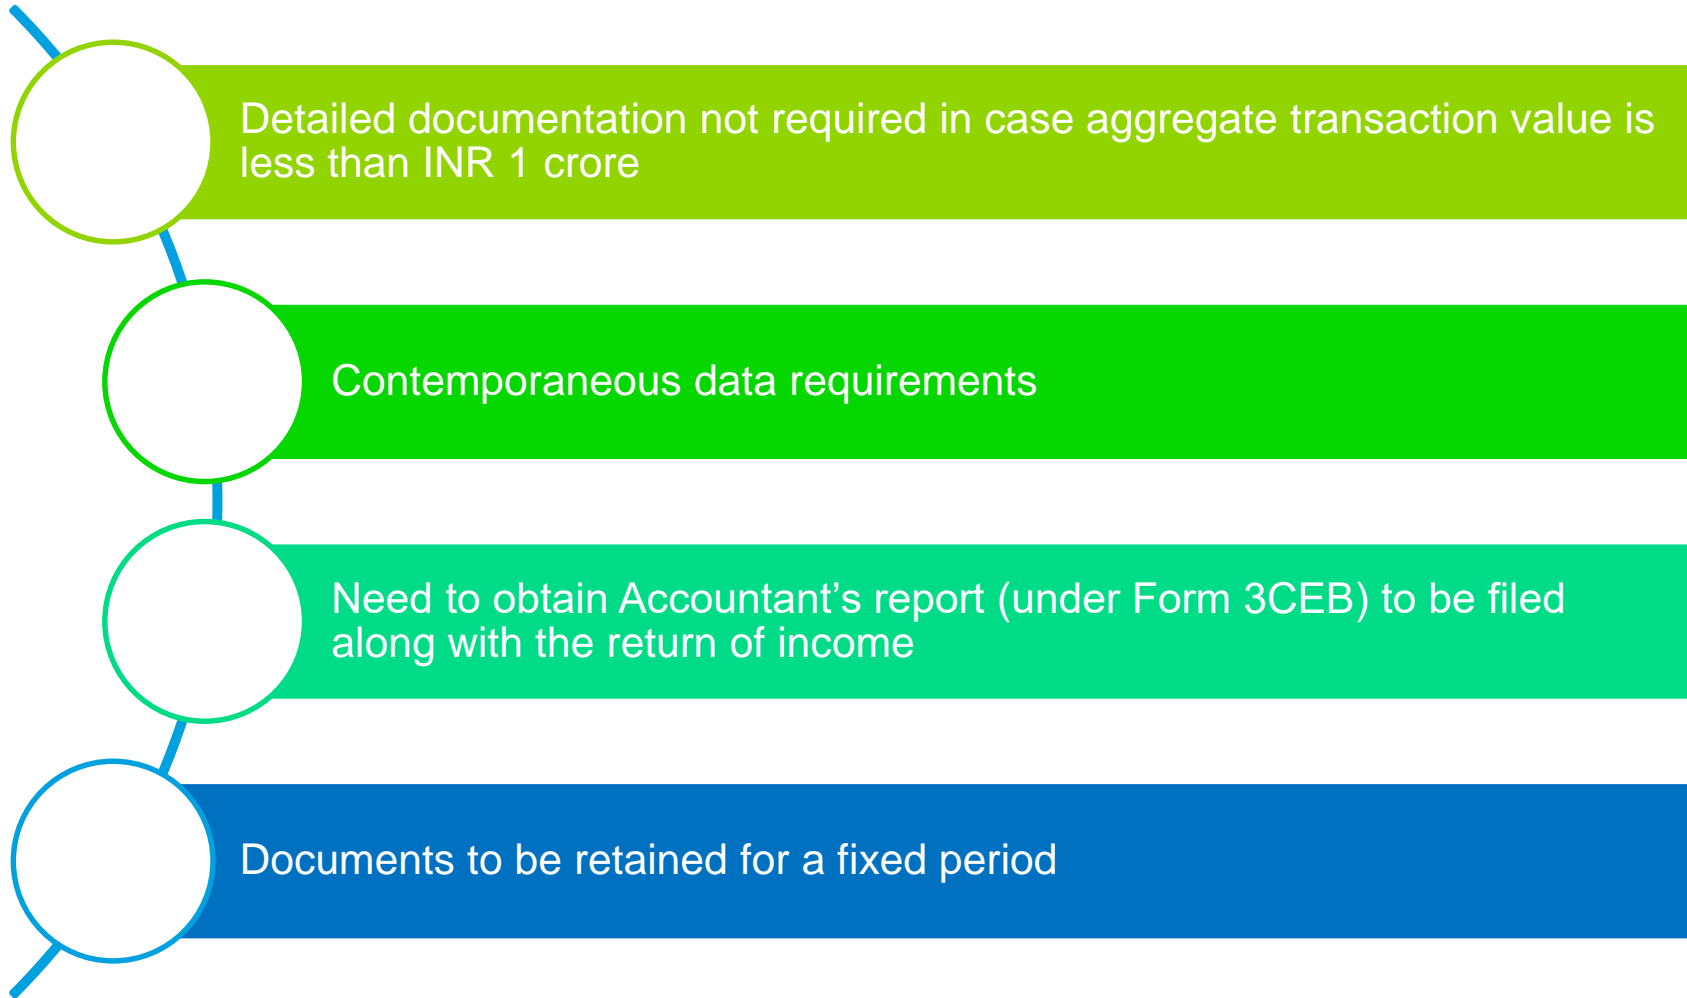 Detailed documentation not required in case aggregate transaction value is
less than INR 1 crore
Contemporaneous data requirements
Need to obtain Accountant’s report (under Form 3CEB) to be filed
along with the return of income
Documents to be retained for a fixed period